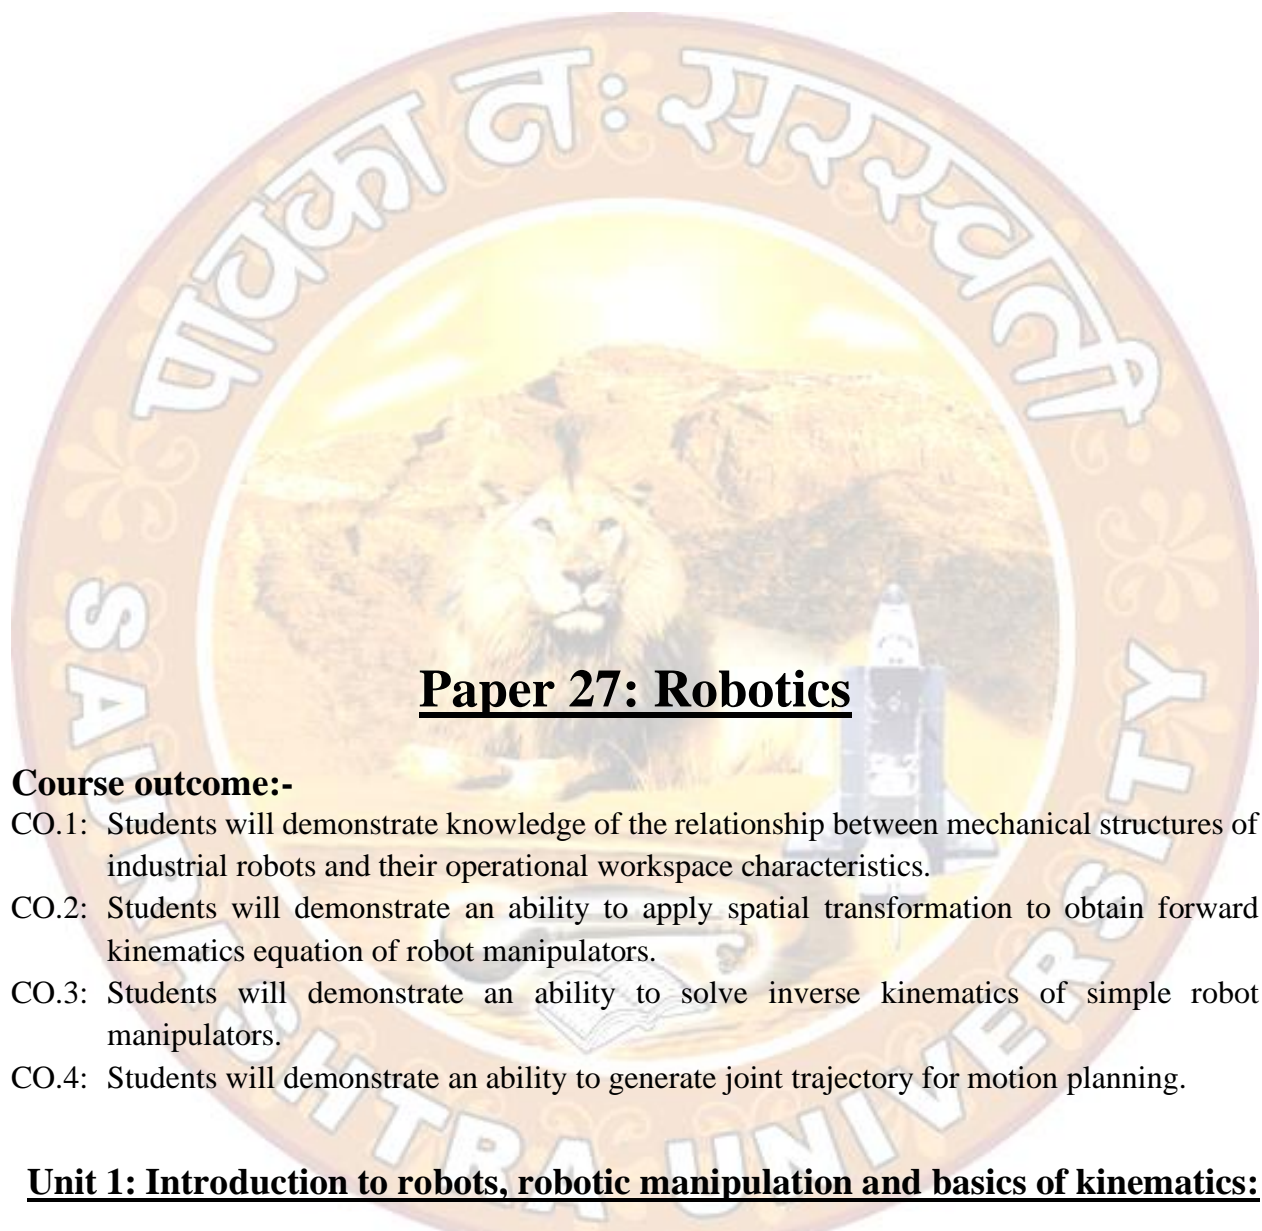 पावका नः सरस्वती
SAURASHTRA UNIVERSITY
Paper 27: Robotics
Course outcome:-
CO.1: Students will demonstrate knowledge of the relationship between mechanical structures of
industrial robots and their operational workspace characteristics.
CO.2: Students will demonstrate an ability to apply spatial transformation to obtain forward
kinematics equation of robot manipulators.
CO.3: Students will demonstrate an ability to solve inverse kinematics of simple robot
manipulators.
CO.4: Students will demonstrate an ability to generate joint trajectory for motion planning.
Unit 1: Introduction to robots, robotic manipulation and basics of kinematics: